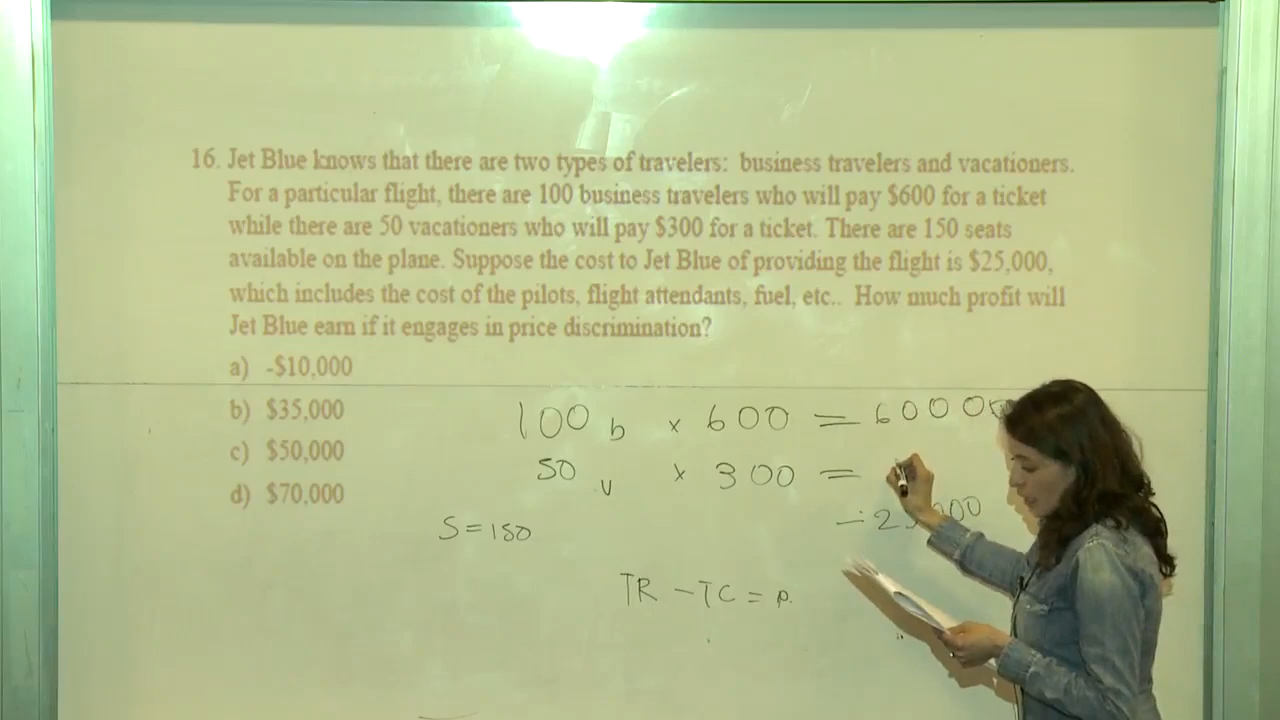 16. Jet Blue knows that there are two types of travelers: business travelers and vacationers.
For a particular flight, there are 100 business travelers who will pay $600 for a ticket
while there are 50 vacationers who will pay $300 for a ticket. There are 150 seats
available on the plane. Suppose the cost to Jet Blue of providing the flight is $25,000,
which includes the cost of the pilots, flight attendants, fuel, etc.. How much profit will
Jet Blue earn if it engages in price discrimination?
a) -$10,000
b) $35,000
c) $50,000
d) $70,000
100 b × 600 = 6000
50 v × 300 =
S=150
TR - TC = p.